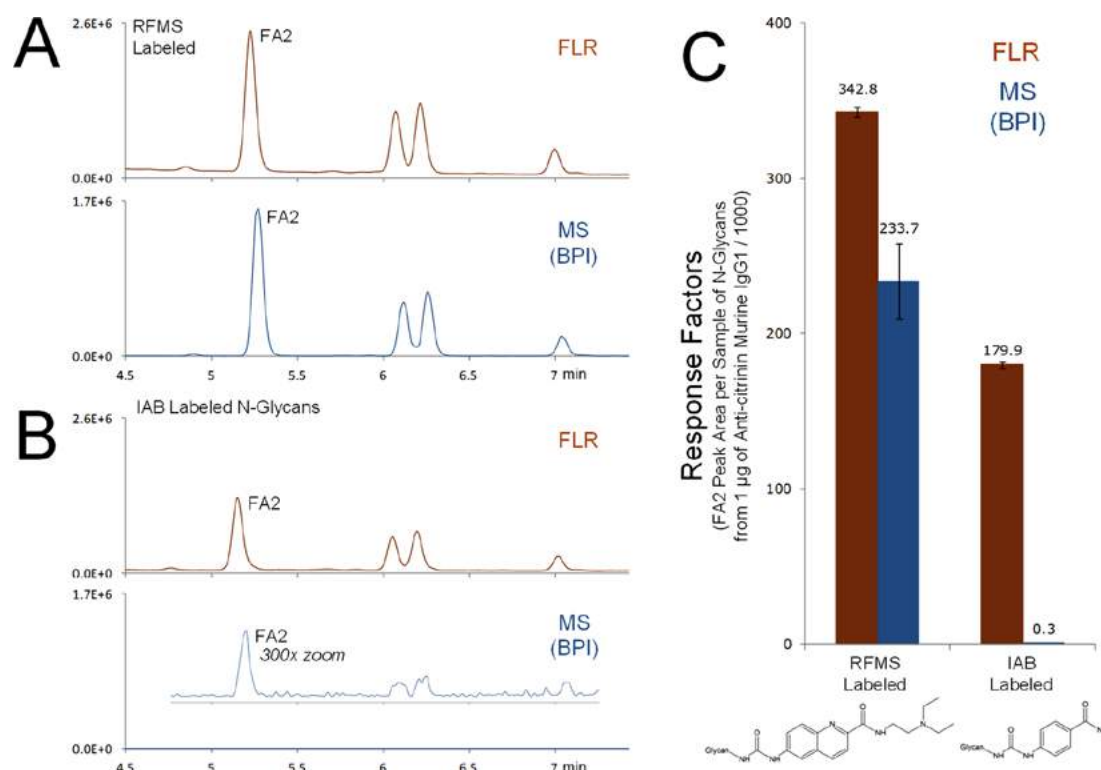 A
RFMS
Labeled
2.6E+6
FA2
FLR
0.0E+0
1.7E+6
FA2
MS
(BPI)
0.0E+0
4.5 5 5.5 6 6.5 7 min
B
IAB Labeled N-Glycans
2.6E+6
FLR
FA2
0.0E+0
1.7E+6
FA2
300x zoom
MS
(BPI)
0.0E+0
4.5 5 5.5 6 6.5 7 min
C
Response Factors
(FA2 Peak Area per Sample of N-Glycans
from 1 µg of Anti-citrinin Murine IgG1 / 1000)
400
300
200
100
0
FLR
MS
(BPI)
342.8
233.7
179.9
0.3
RFMS
Labeled
IAB
Labeled
Glycan NH O NH N O NH N
Glycan NH O NH O N